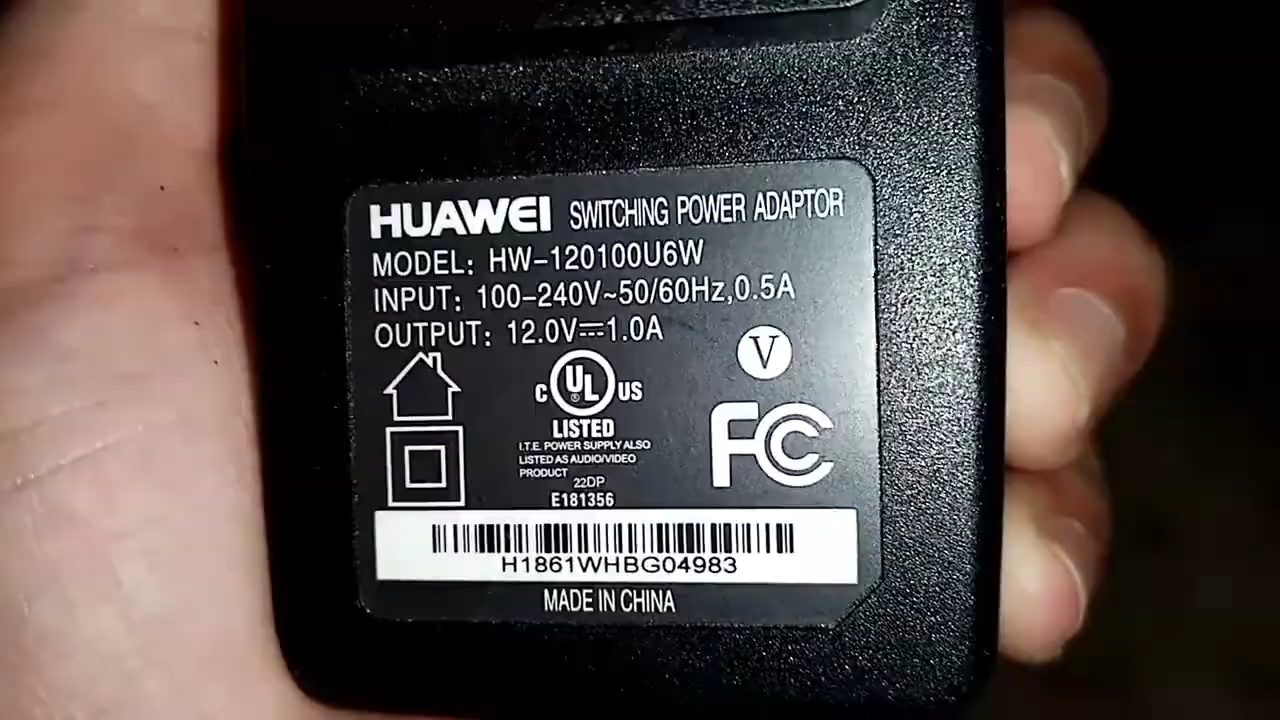 HUAWEI SWITCHING POWER ADAPTOR
MODEL: HW-120100U6W
INPUT: 100-240V~50/60Hz,0.5A
OUTPUT: 12.0V⎓1.0A
V
C UL® US
LISTED
I.T.E. POWER SUPPLY ALSO
LISTED AS AUDIO/VIDEO
PRODUCT
22DP
E181356
FC
H1861WHBG04983
MADE IN CHINA